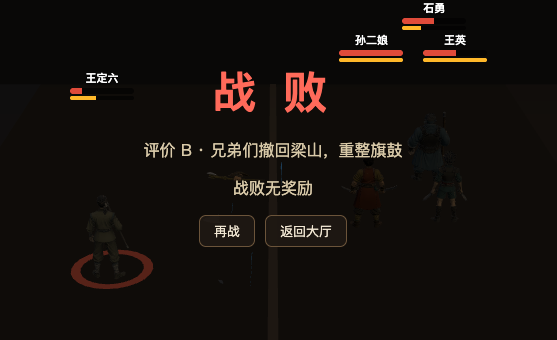 石勇
孙二娘
王英
王定六
战 败
评价 B · 兄弟们撤回梁山，重整旗鼓
战败无奖励
再战
返回大厅